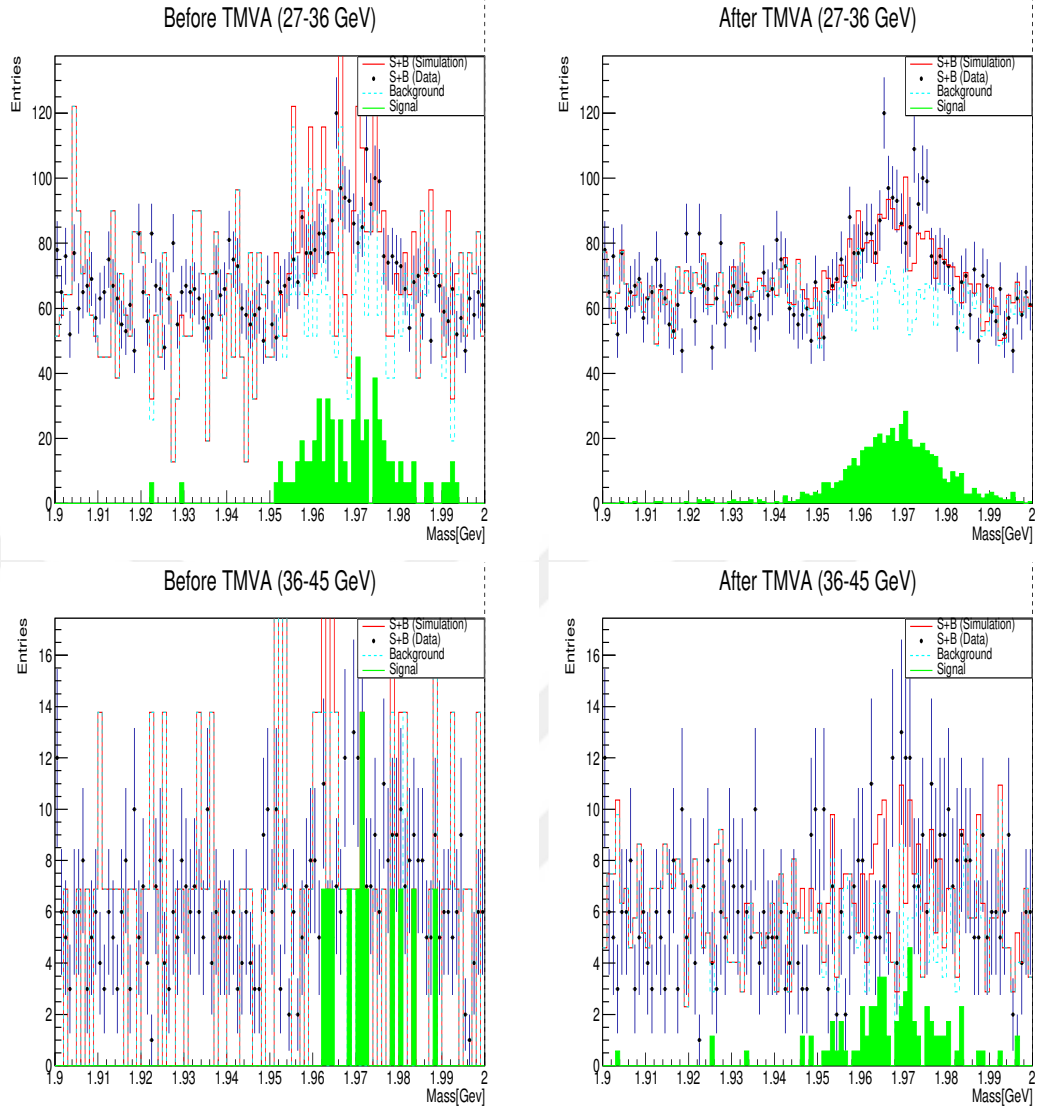 Before TMVA (27-36 GeV)
Entries
S+B (Simulation)
S+B (Data)
Background
Signal
120
100
80
60
40
20
0
1.9 1.91 1.92 1.93 1.94 1.95 1.96 1.97 1.98 1.99 2
Mass[Gev]
After TMVA (27-36 GeV)
Entries
S+B (Simulation)
S+B (Data)
Background
Signal
120
100
80
60
40
20
0
1.9 1.91 1.92 1.93 1.94 1.95 1.96 1.97 1.98 1.99 2
Mass[Gev]
Before TMVA (36-45 GeV)
Entries
S+B (Simulation)
S+B (Data)
Background
Signal
16
14
12
10
8
6
4
2
0
1.9 1.91 1.92 1.93 1.94 1.95 1.96 1.97 1.98 1.99 2
Mass[GeV]
After TMVA (36-45 GeV)
Entries
S+B (Simulation)
S+B (Data)
Background
Signal
16
14
12
10
8
6
4
2
0
1.9 1.91 1.92 1.93 1.94 1.95 1.96 1.97 1.98 1.99 2
Mass[GeV]